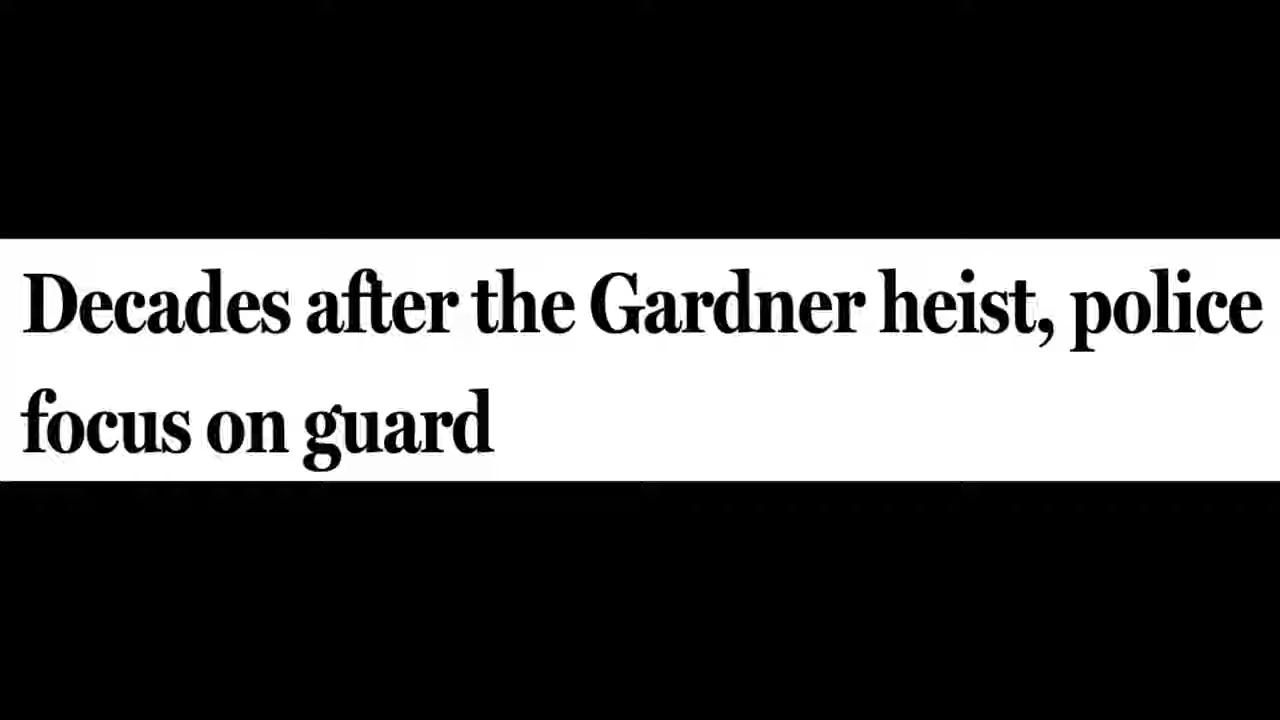 Decades after the Gardner heist, police
focus on guard